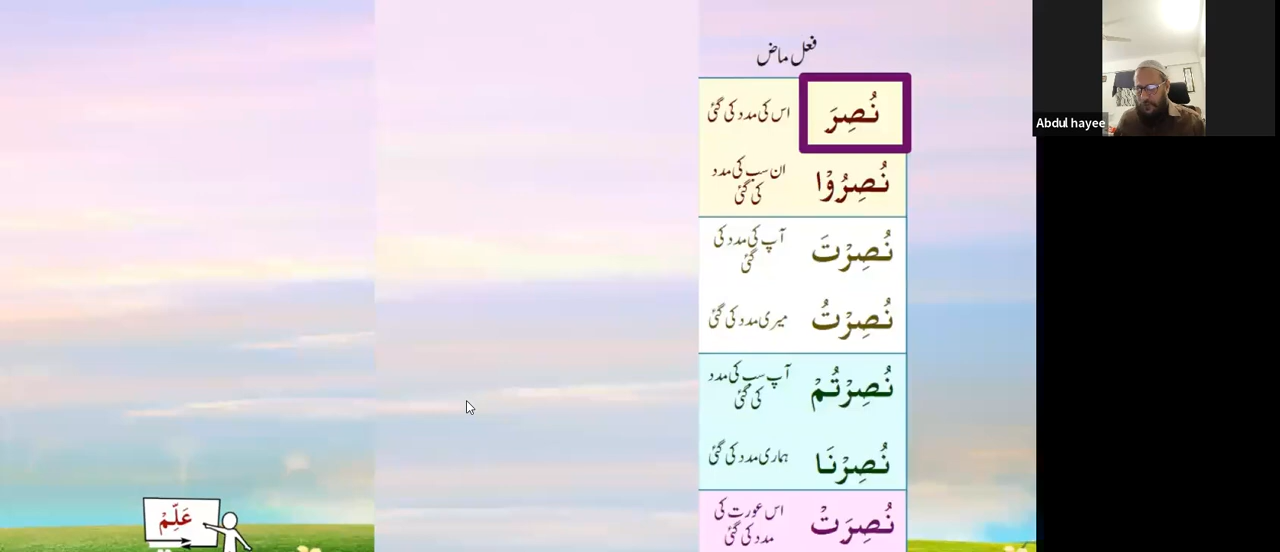 فعل ماض
نُصِرَ اس کی مدد کی گئی
نُصِرُوْا ان سب کی مدد
کی گئی
نُصِرْتَ آپ کی مدد کی
گئی
نُصِرْتُ میری مدد کی گئی
نُصِرْتُمْ آپ سب کی مدد
کی گئی
نُصِرْنَا ہماری مدد کی گئی
نُصِرَتْ اس عورت کی
مدد کی گئی
عَلِّمْ
Abdul hayee